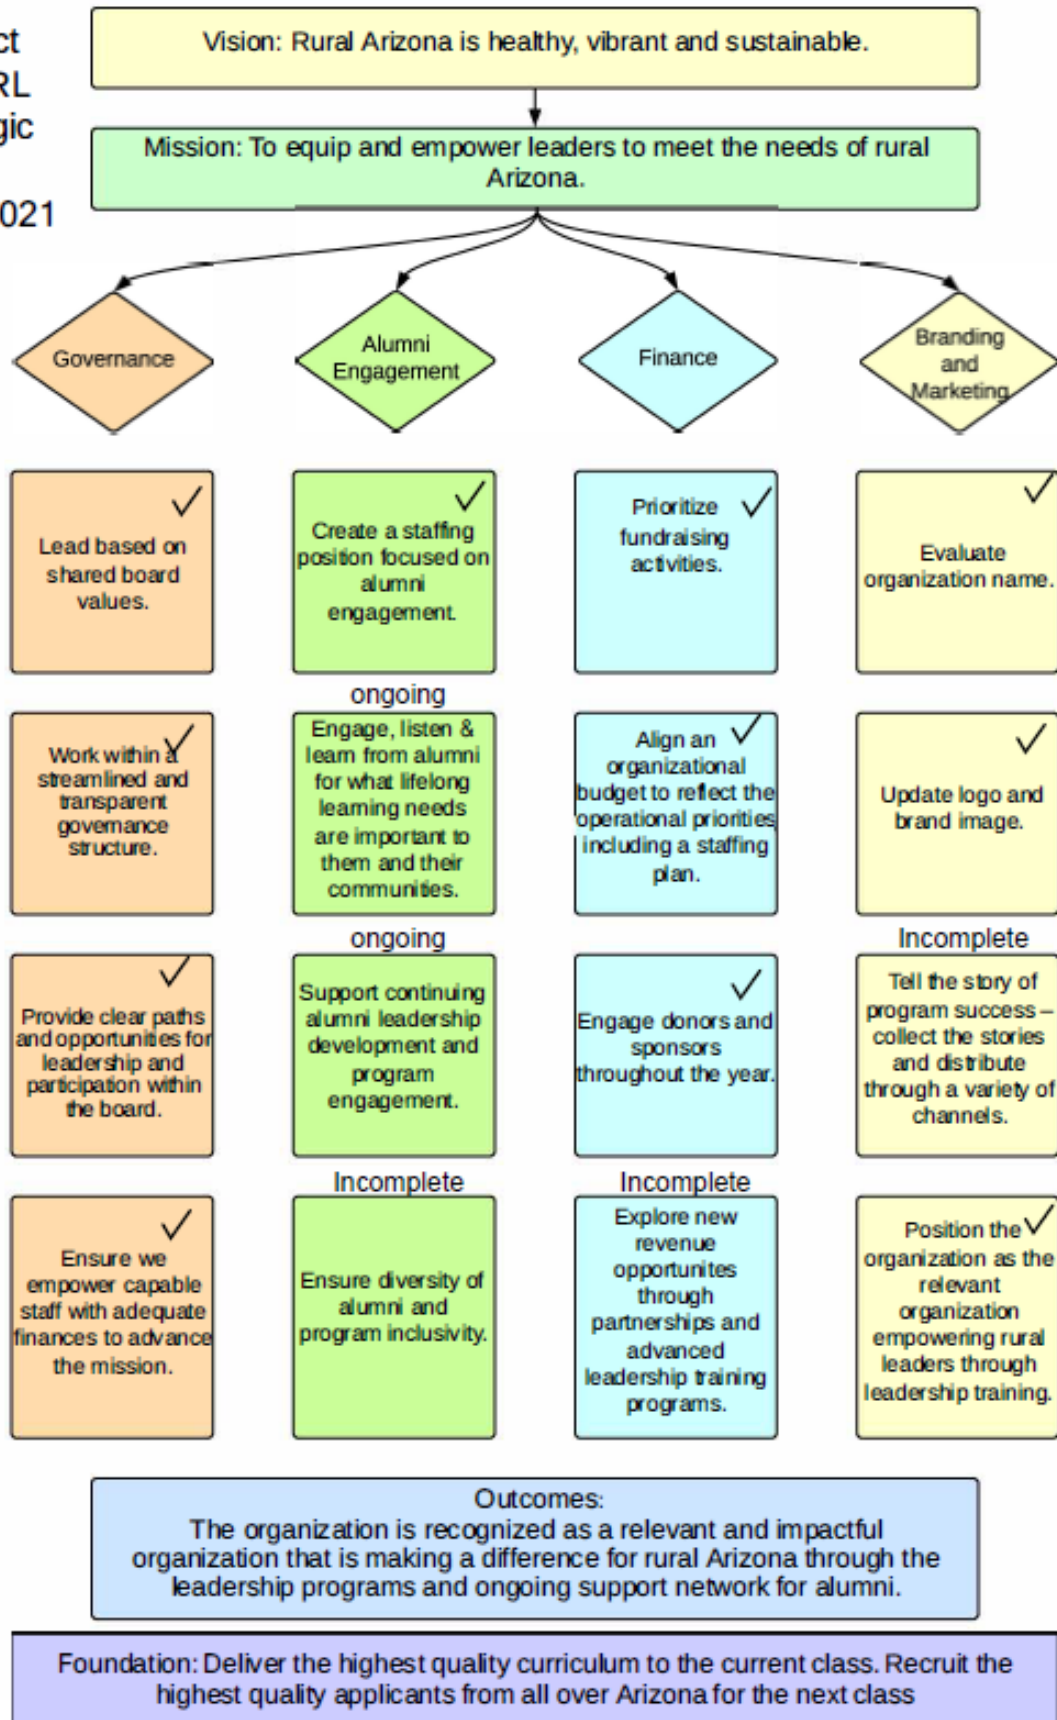 ct
RL
gic
021
Vision: Rural Arizona is healthy, vibrant and sustainable.
Mission: To equip and empower leaders to meet the needs of rural
Arizona.
Governance
Alumni
Engagement
Finance
Branding
and
Marketing
Lead based on
shared board
values.
Create a staffing
position focused on
alumni
engagement.
Prioritize
fundraising
activities.
Evaluate
organization name.
Work within a
streamlined and
transparent
governance
structure.
ongoing
Engage, listen &
learn from alumni
for what lifelong
learning needs
are important to
them and their
communities.
Align an
organizational
budget to reflect the
operational priorities
including a staffing
plan.
Update logo and
brand image.
Provide clear paths
and opportunities for
leadership and
participation within
the board.
ongoing
Support continuing
alumni leadership
development and
program
engagement.
Engage donors and
sponsors
throughout the year.
Incomplete
Tell the story of
program success –
collect the stories
and distribute
through a variety of
channels.
Ensure we
empower capable
staff with adequate
finances to advance
the mission.
Incomplete
Ensure diversity of
alumni and
program inclusivity.
Incomplete
Explore new
revenue
opportunites
through
partnerships and
advanced
leadership training
programs.
Position the
organization as the
relevant
organization
empowering rural
leaders through
leadership training.
Outcomes:
The organization is recognized as a relevant and impactful
organization that is making a difference for rural Arizona through the
leadership programs and ongoing support network for alumni.
Foundation: Deliver the highest quality curriculum to the current class. Recruit the
highest quality applicants from all over Arizona for the next class